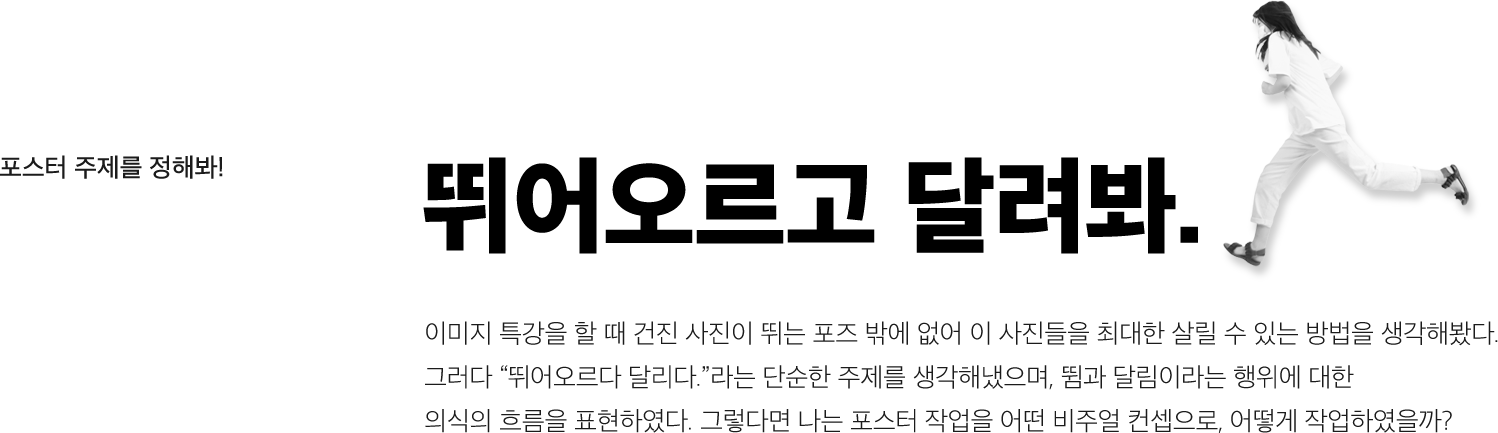 포스터 주제를 정해봐!
뛰어오르고 달려봐.
이미지 특강을 할 때 건진 사진이 뛰는 포즈 밖에 없어 이 사진들을 최대한 살릴 수 있는 방법을 생각해봤다.
그러다 “뛰어오르다 달리다.”라는 단순한 주제를 생각해냈으며, 뜀과 달림이라는 행위에 대한
의식의 흐름을 표현하였다. 그렇다면 나는 포스터 작업을 어떤 비주얼 컨셉으로, 어떻게 작업하였을까?